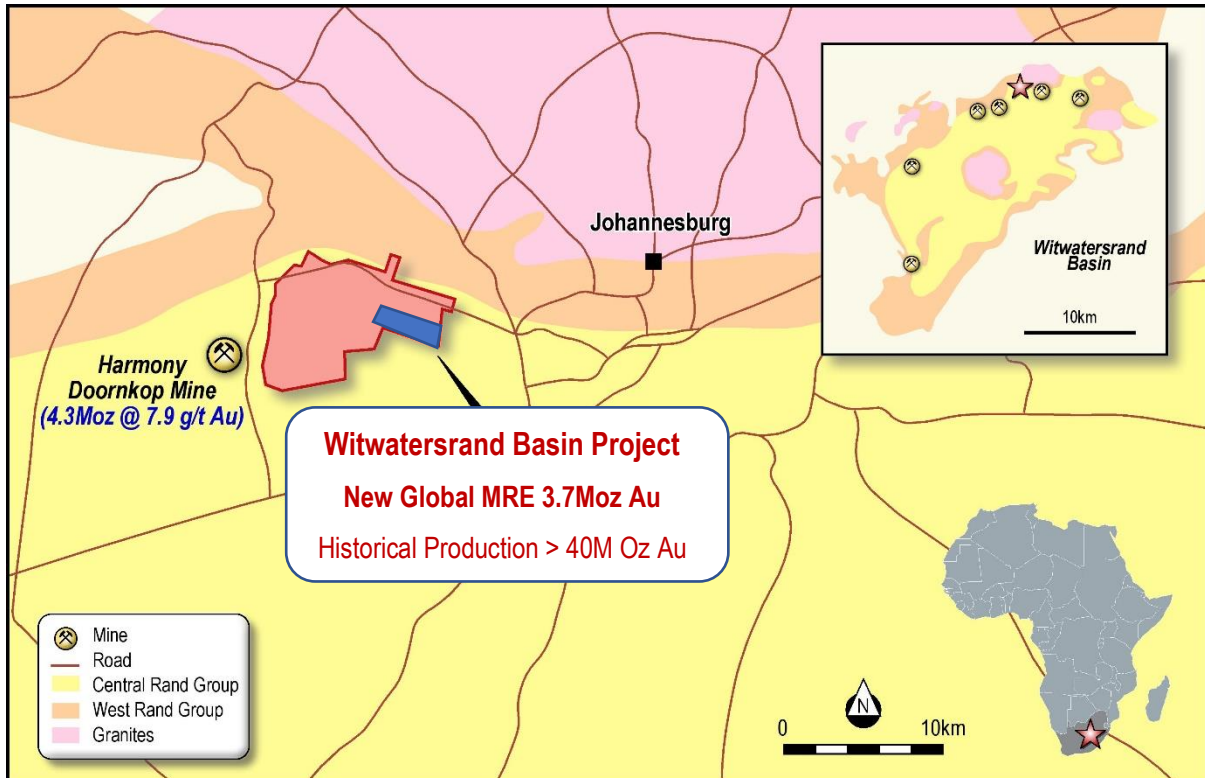 Johannesburg
Witwatersrand
Basin
10km
Harmony
Doornkop Mine
(4.3Moz @ 7.9 g/t Au)
Witwatersrand Basin Project
New Global MRE 3.7Moz Au
Historical Production > 40M Oz Au
Mine
Road
Central Rand Group
West Rand Group
Granites
N
0 10km